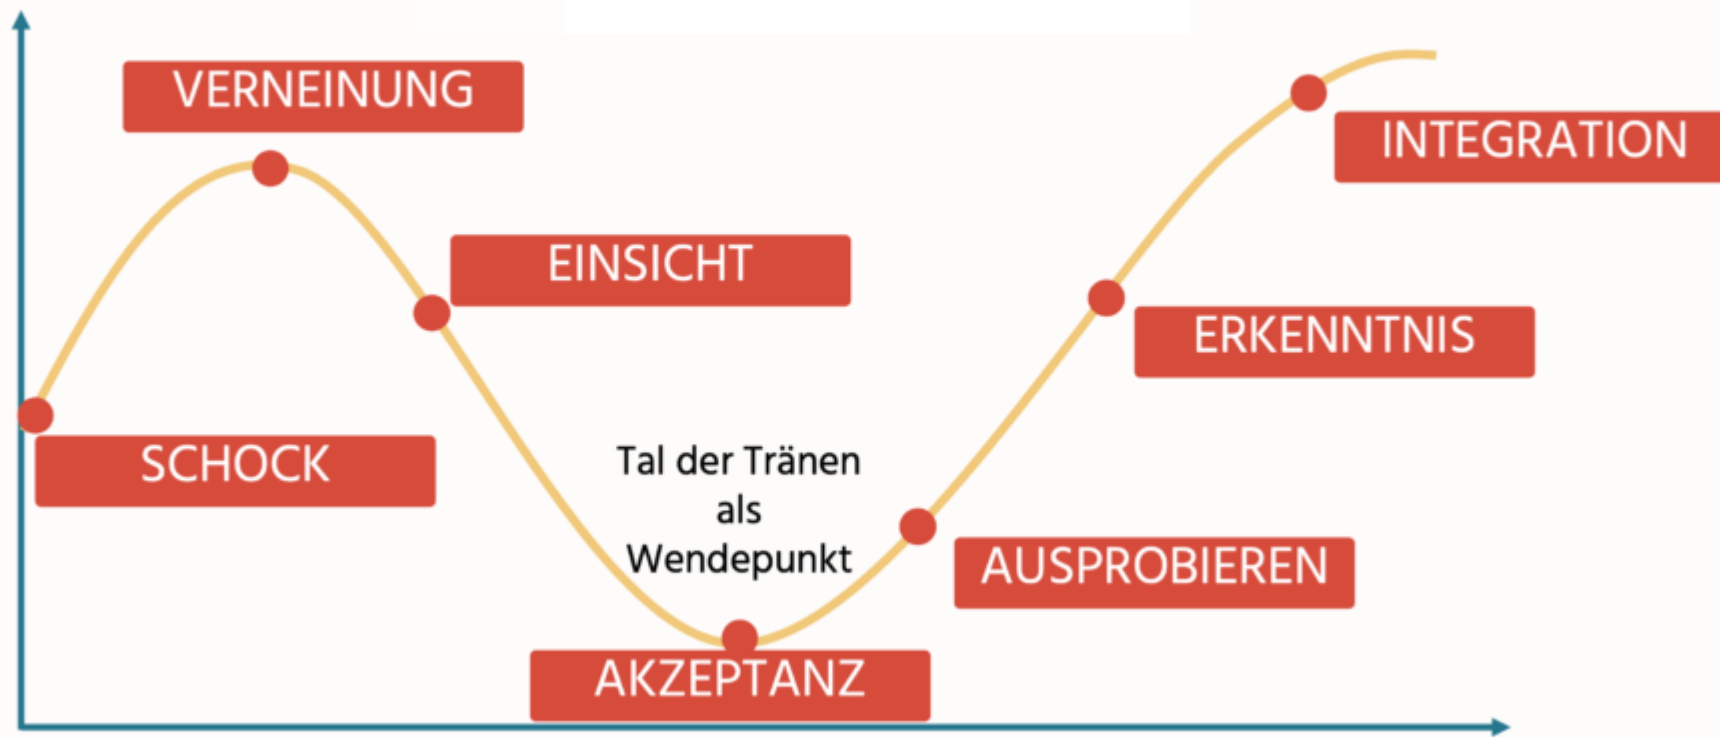 VERNEINUNG
INTEGRATION
EINSICHT
ERKENNTNIS
SCHOCK
Tal der Tränen
als
Wendepunkt
AUSPROBIEREN
AKZEPTANZ